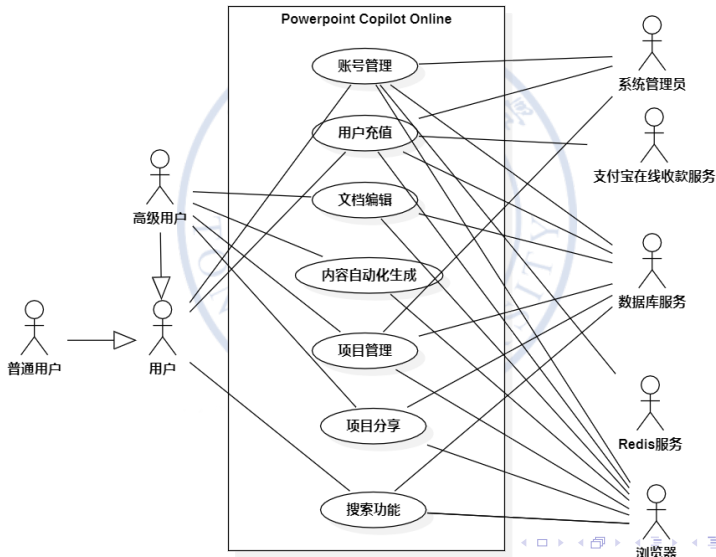 Powerpoint Copilot Online
账号管理
系统管理员
用户充值
支付宝在线收款服务
文档编辑
高级用户
内容自动化生成
数据库服务
项目管理
普通用户
用户
项目分享
Redis服务
搜索功能
浏览器